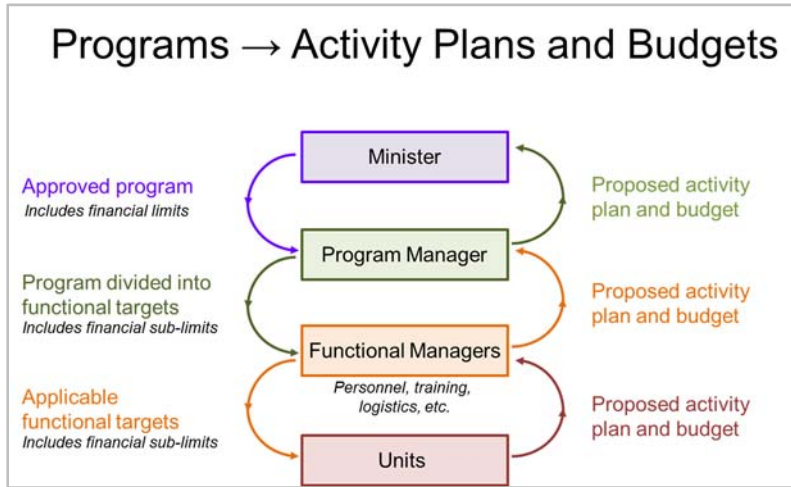 Programs → Activity Plans and Budgets
Minister
Approved program
Includes financial limits
Proposed activity
plan and budget
Program Manager
Program divided into
functional targets
Includes financial sub-limits
Proposed activity
plan and budget
Functional Managers
Personnel, training,
logistics, etc.
Applicable
functional targets
Includes financial sub-limits
Proposed activity
plan and budget
Units